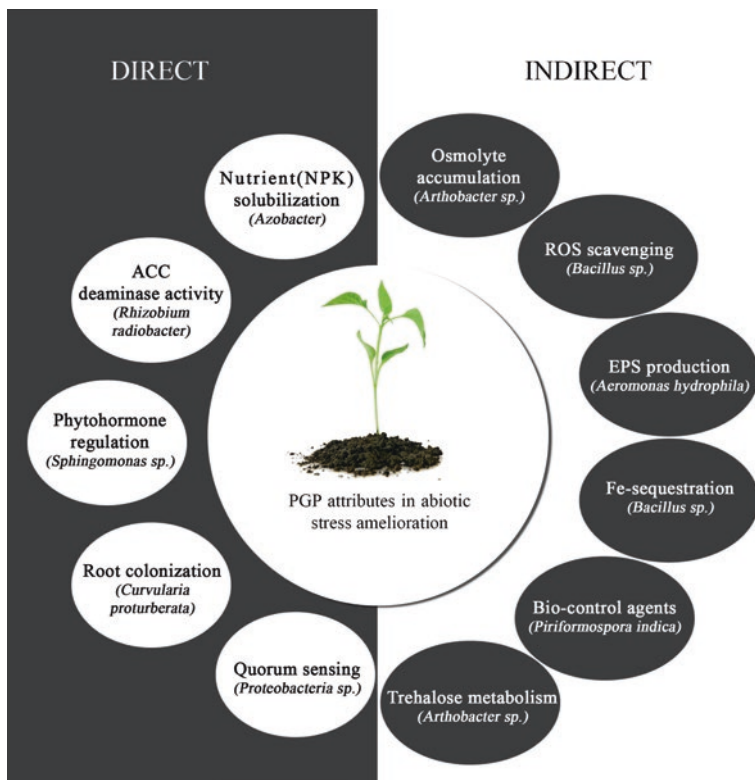 DIRECT
INDIRECT
Nutrient(NPK)
solubilization
(Azobacter)
ACC
deaminase activity
(Rhizobium
radiobacter)
Phytohormone
regulation
(Sphingomonas sp.)
Root colonization
(Curvularia
proturberata)
Quorum sensing
(Proteobacteria sp.)
PGP attributes in abiotic
stress amelioration
Osmolyte
accumulation
(Arthobacter sp.)
ROS scavenging
(Bacillus sp.)
EPS production
(Aeromonas hydrophila)
Fe-sequestration
(Bacillus sp.)
Bio-control agents
(Piriformospora indica)
Trehalose metabolism
(Arthobacter sp.)